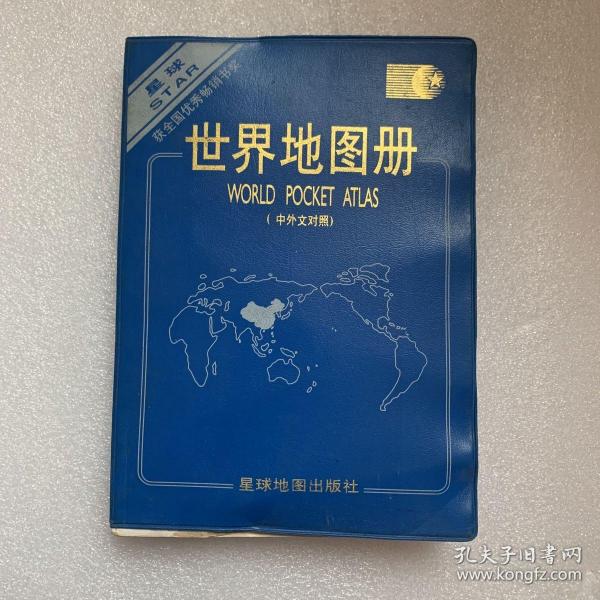 星球
STAR
获全国优秀畅销书奖
世界地图册
WORLD POCKET ATLAS
(中外文对照)
星球地图出版社
孔夫子旧书网
www.kongfz.com